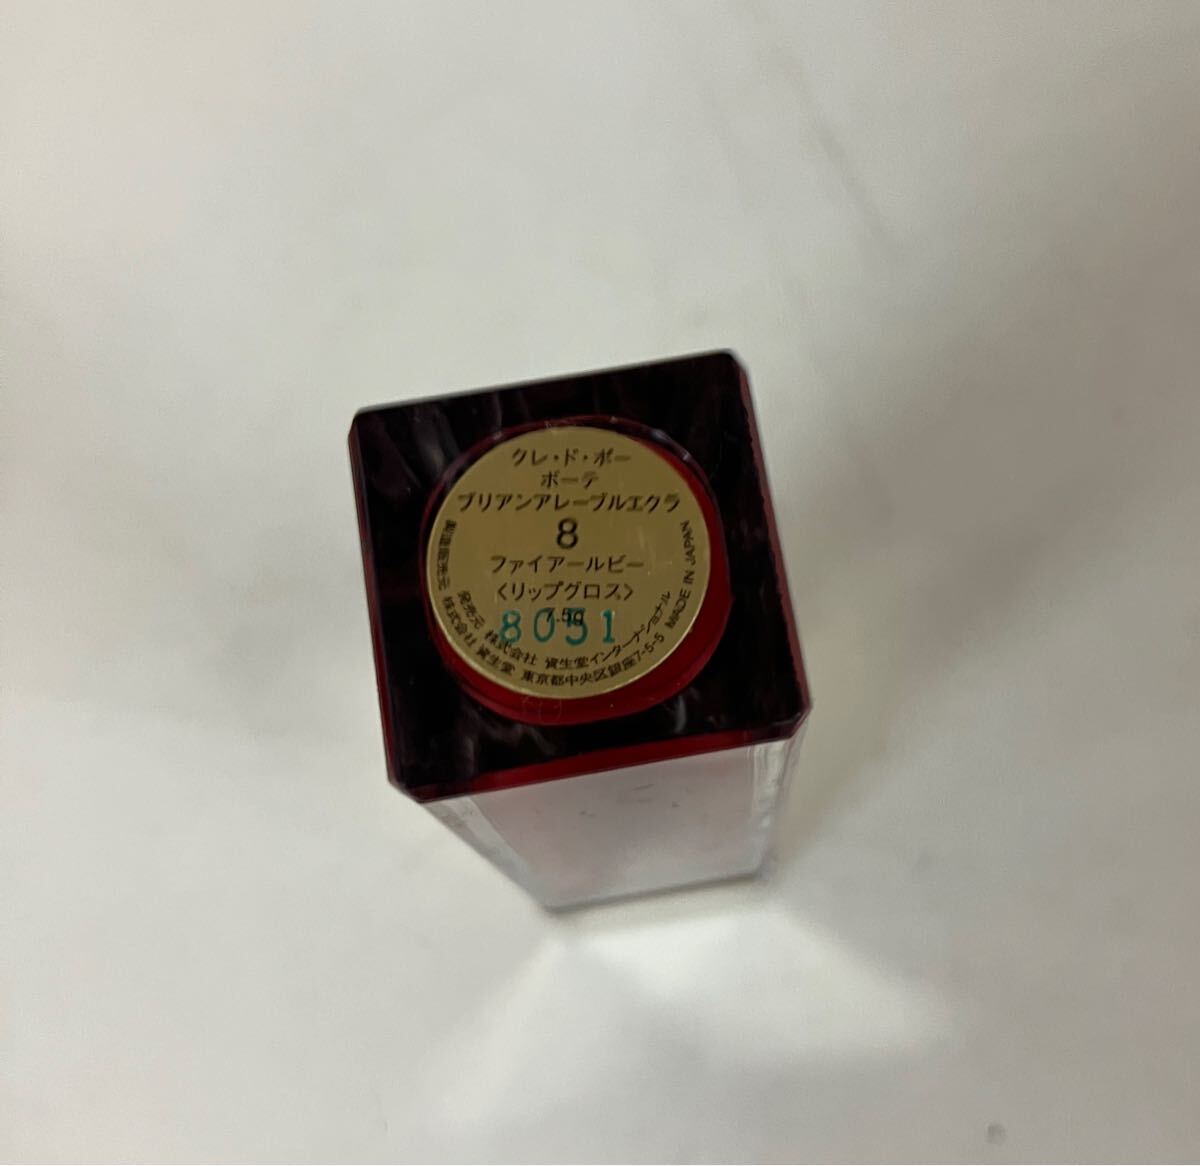 クレ・ド・ポー
ボーテ
ブリアンアレーブルエクラ
8
ファイアールビー
〈リップグロス〉
7.5g
8051
発売元 株式会社 資生堂インターナショナル
製造販売元 株式会社 資生堂 東京都中央区銀座7-5-5 MADE IN JAPAN